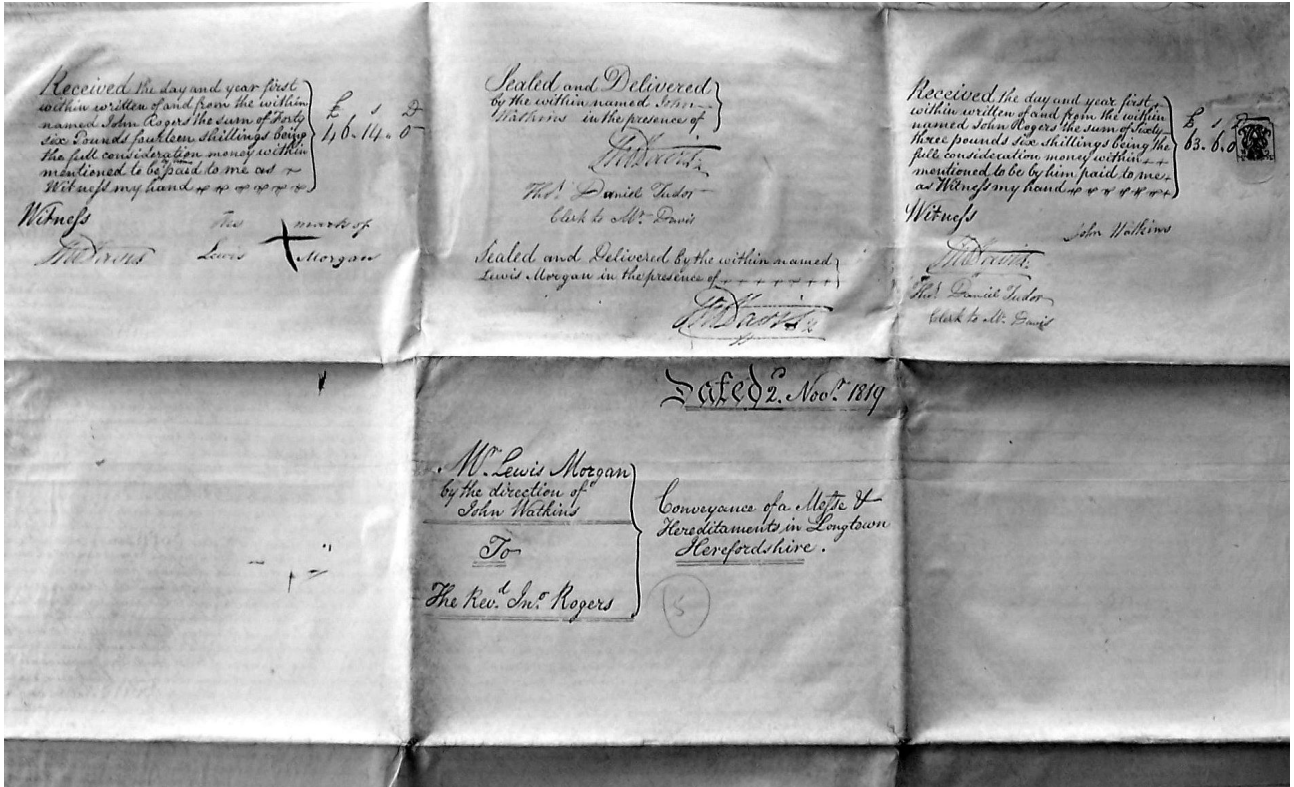 Received the day and year first
within written of and from the within
named John Rogers the sum of Forty
six Pounds fourteen shillings being
the full consideration money within
mentioned to be by him paid to me as +
Witneſs my hand + + + + + +
£ s D
46. 14. 0
Witneſs
his mark of
Lewis Morgan
Sealed and Delivered
by the within named John
Watkins in the presence of
Thoˢ Daniel Tudor
Clerk to Mʳ Davis
Sealed and Delivered by the within named
Lewis Morgan in the presence of + + + + + + +
Received the day and year first +
within written of and from the within
named John Rogers the sum of Sixty
three pounds six shillings being the
full consideration money within + +
mentioned to be by him paid to me +
as Witneſs my hand + + + + + +
£ s D
63. 6. 0
Witneſs
John Watkins
Thoˢ Daniel Tudor
Clerk to Mʳ Davis
Dated 2ᵈ Novʳ 1819
Mʳ Lewis Morgan
by the direction of
John Watkins
To
The Revᵈ Jnᵒ Rogers
Conveyance of a Meſse &
Hereditaments in Longtown
Herefordshire.
5